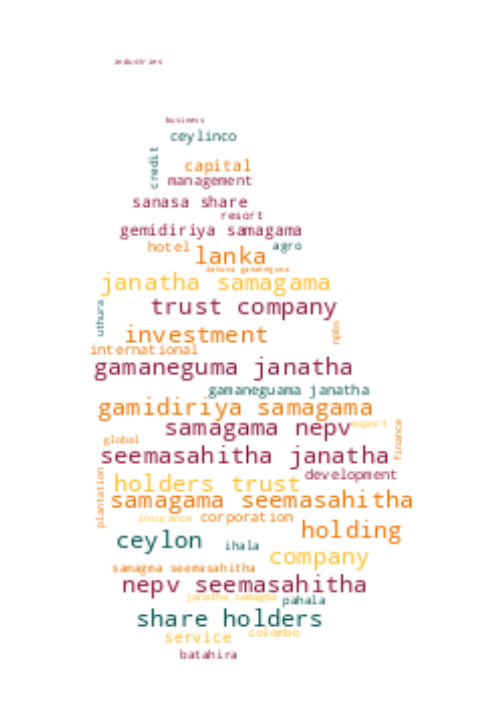 industries
business
ceylinco
credit
capital
management
sanasa share
resort
gemidiriya samagama
hotel
agro
lanka
dakuna gamaneguma
janatha samagama
uthura
trust company
npbs
investment
international
gamaneguma janatha
gamaneguama janatha
gamidiriya samagama
samagama nepv
export
finance
global
seemasahitha janatha
development
plantation
holders trust
samagama seemasahitha
insurance
corporation
holding
ceylon
ihala
company
samagma seemasahitha
nepv seemasahitha
janatha samagma
pahala
share holders
service
colombo
batahira